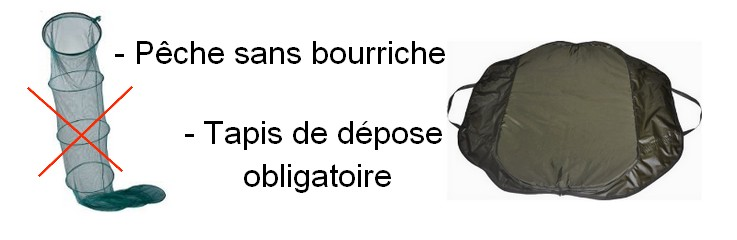 - Pêche sans bourriche
- Tapis de dépose
obligatoire